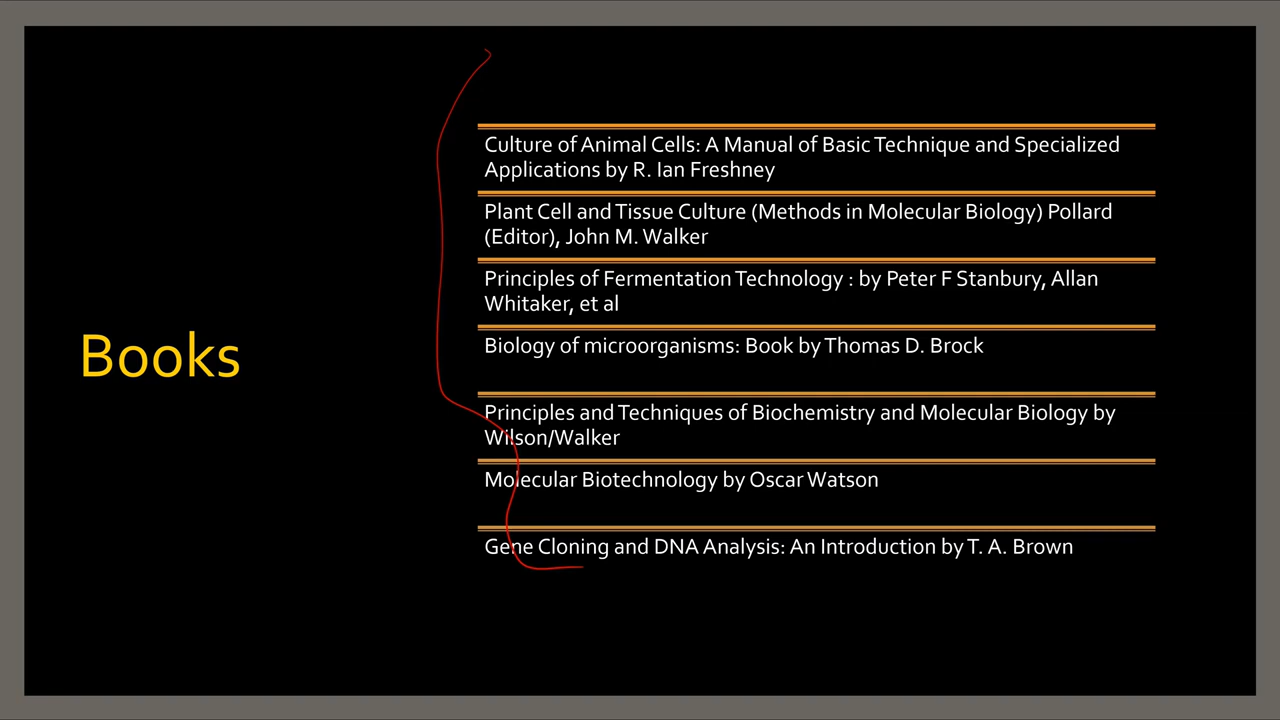 Books
Culture of Animal Cells: A Manual of Basic Technique and Specialized
Applications by R. Ian Freshney
Plant Cell and Tissue Culture (Methods in Molecular Biology) Pollard
(Editor), John M. Walker
Principles of Fermentation Technology : by Peter F Stanbury, Allan
Whitaker, et al
Biology of microorganisms: Book by Thomas D. Brock
Principles and Techniques of Biochemistry and Molecular Biology by
Wilson/Walker
Molecular Biotechnology by Oscar Watson
Gene Cloning and DNA Analysis: An Introduction by T. A. Brown